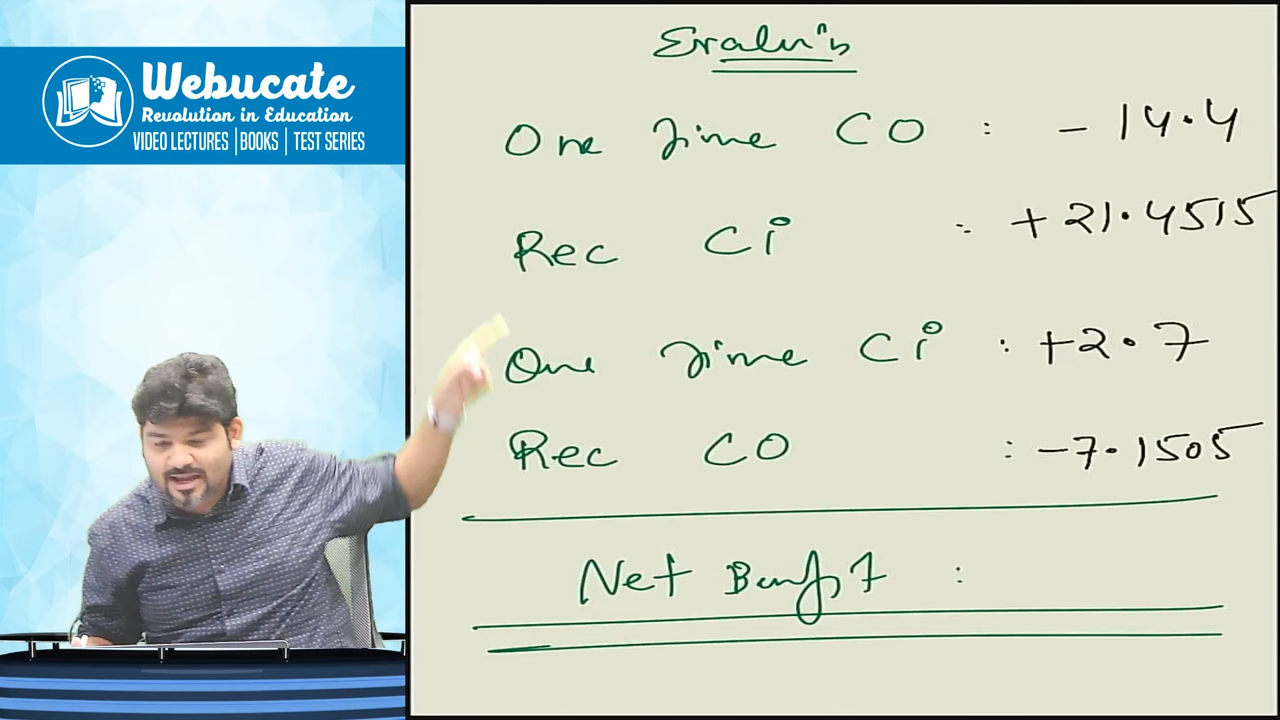 Webucate
Revolution in Education
VIDEO LECTURES | BOOKS | TEST SERIES
Evalu'n
One Time CO : - 14.4
Rec Ci : + 21.4515
One Time Ci : +2.7
Rec CO : -7.1505
Net Benefit :